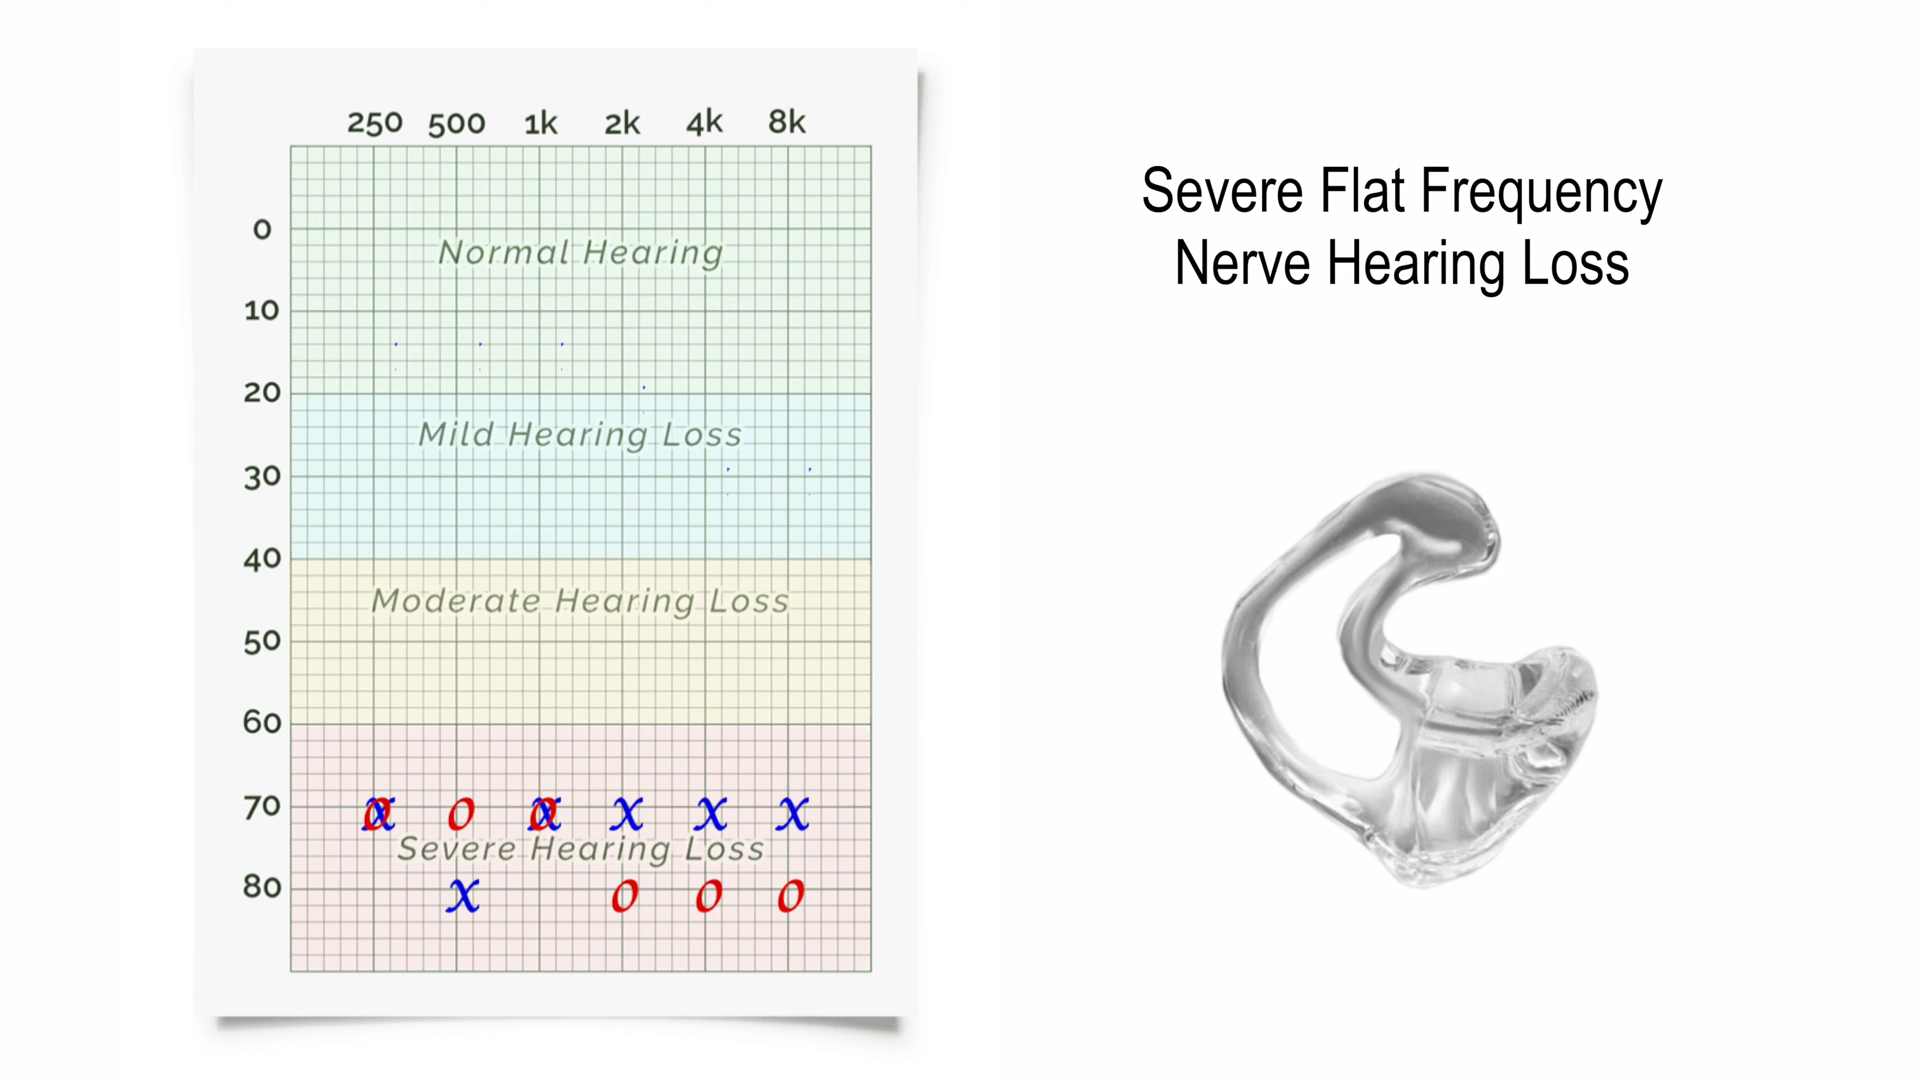 250 500 1k 2k 4k 8k
Severe Flat Frequency
Nerve Hearing Loss
0
Normal Hearing
10
20
Mild Hearing Loss
30
40
Moderate Hearing Loss
50
60
70 x o o x o x x x
Severe Hearing Loss
80 x o o o